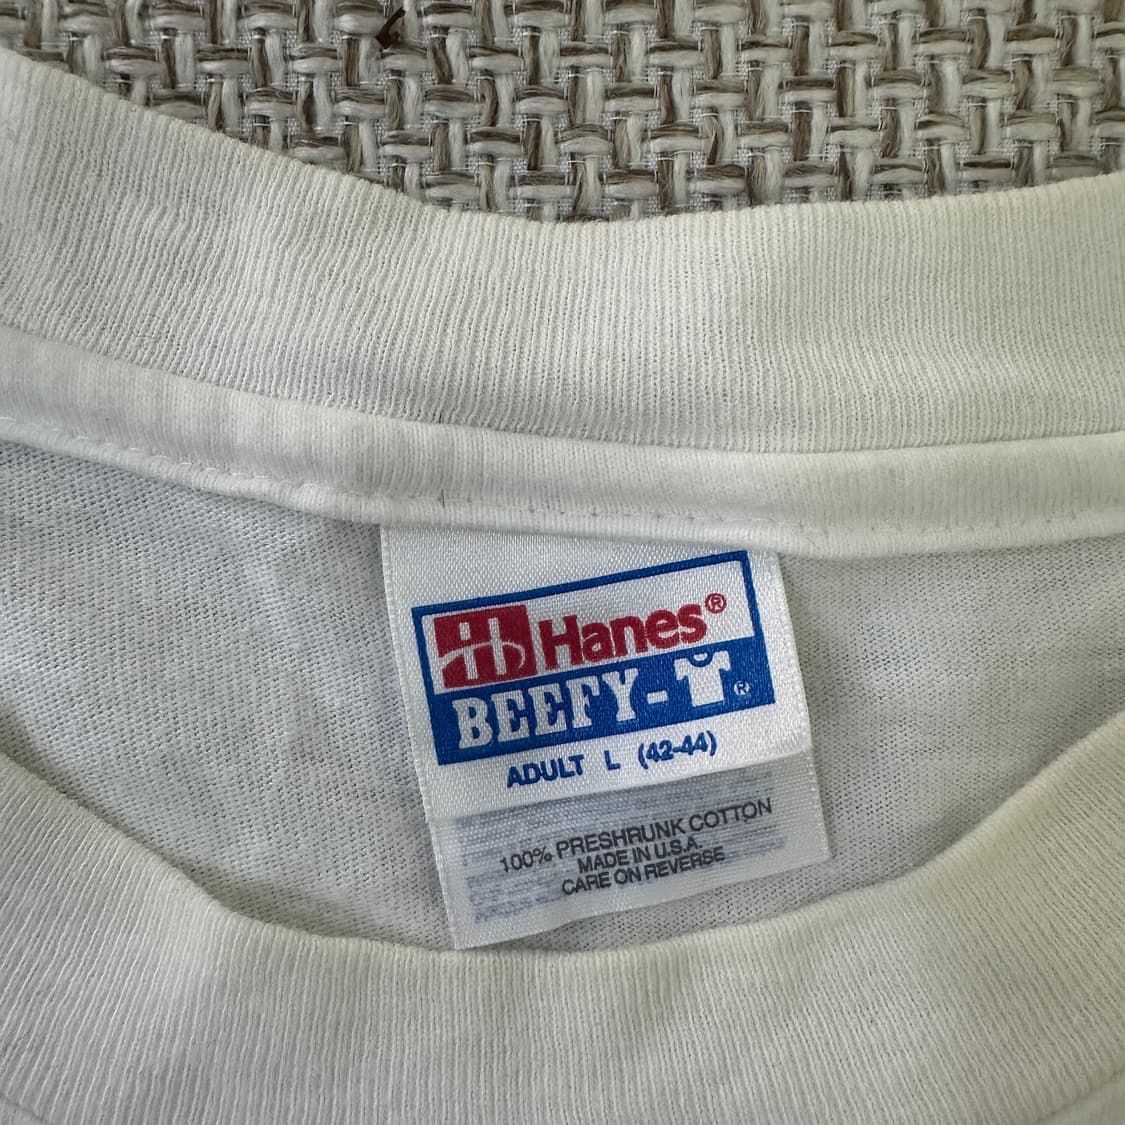 Hanes®
BEEFY-T®
ADULT L (42-44)
100% PRESHRUNK COTTON
MADE IN U.S.A.
CARE ON REVERSE